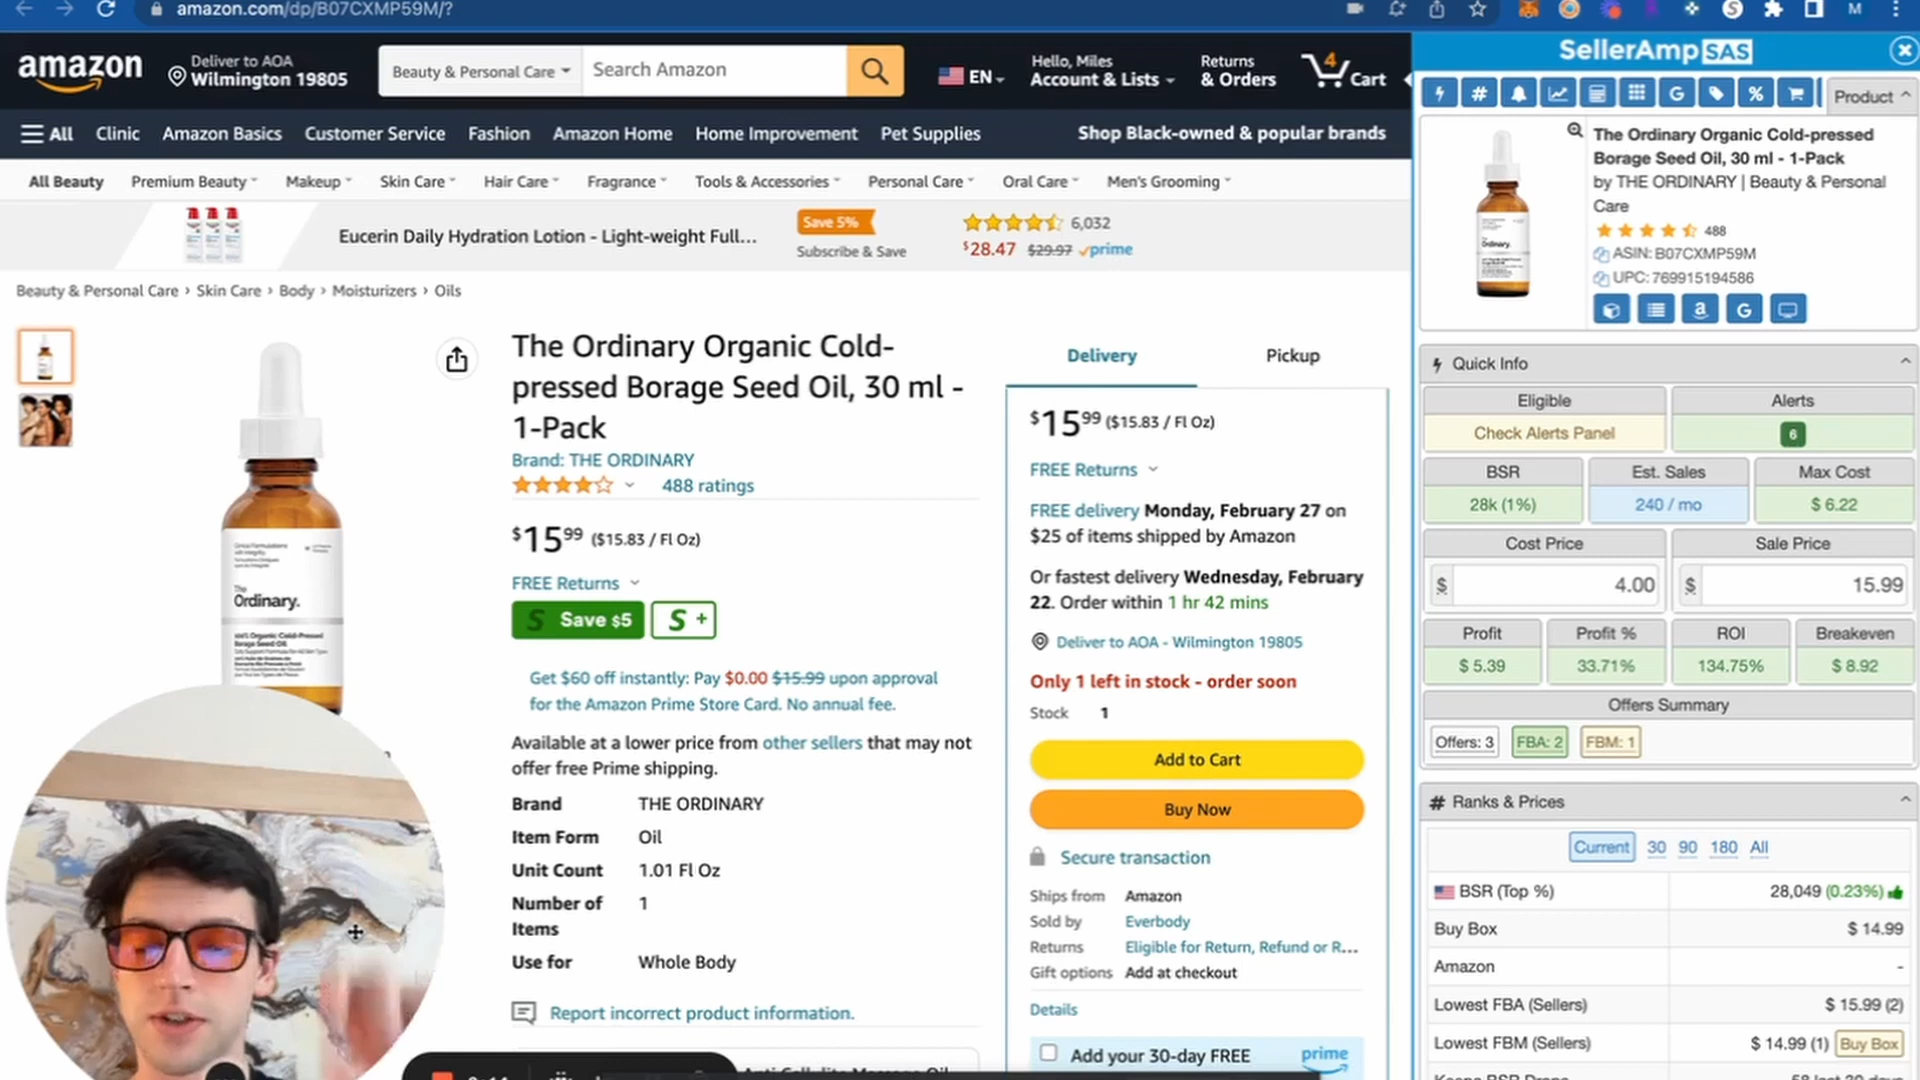 amazon.com/dp/B07CXMP59M/?
M
amazon
Deliver to AOA
Wilmington 19805
Beauty & Personal Care
Search Amazon
EN
Hello, Miles
Account & Lists
Returns
& Orders
4
Cart
All
Clinic
Amazon Basics
Customer Service
Fashion
Amazon Home
Home Improvement
Pet Supplies
Shop Black-owned & popular brands
All Beauty
Premium Beauty
Makeup
Skin Care
Hair Care
Fragrance
Tools & Accessories
Personal Care
Oral Care
Men's Grooming
Eucerin Daily Hydration Lotion - Light-weight Full...
Save 5%
Subscribe & Save
6,032
$28.47 $29.97 prime
Beauty & Personal Care › Skin Care › Body › Moisturizers › Oils
The
Ordinary.
100% Organic Cold-Pressed
Borage Seed Oil
The Ordinary Organic Cold-
pressed Borage Seed Oil, 30 ml -
1-Pack
Brand: THE ORDINARY
488 ratings
$15 99 ($15.83 / Fl Oz)
FREE Returns
S Save $5
S +
Get $60 off instantly: Pay $0.00 $15.99 upon approval
for the Amazon Prime Store Card. No annual fee.
Available at a lower price from other sellers that may not
offer free Prime shipping.
Brand THE ORDINARY
Item Form Oil
Unit Count 1.01 Fl Oz
Number of 1
Items
Use for Whole Body
Report incorrect product information.
Delivery
Pickup
$15 99 ($15.83 / Fl Oz)
FREE Returns
FREE delivery Monday, February 27 on
$25 of items shipped by Amazon
Or fastest delivery Wednesday, February
22. Order within 1 hr 42 mins
Deliver to AOA - Wilmington 19805
Only 1 left in stock - order soon
Stock 1
Add to Cart
Buy Now
Secure transaction
Ships from Amazon
Sold by Everbody
Returns Eligible for Return, Refund or R...
Gift options Add at checkout
Details
Add your 30-day FREE
prime
SellerAmp SAS
Product
The Ordinary Organic Cold-pressed
Borage Seed Oil, 30 ml - 1-Pack
by THE ORDINARY | Beauty & Personal
Care
488
ASIN: B07CXMP59M
UPC: 769915194586
The
Ordinary.
Quick Info
Eligible
Alerts
Check Alerts Panel
6
BSR
Est. Sales
Max Cost
28k (1%)
240 / mo
$ 6.22
Cost Price
Sale Price
$ 4.00
$ 15.99
Profit
Profit %
ROI
Breakeven
$ 5.39
33.71%
134.75%
$ 8.92
Offers Summary
Offers: 3
FBA: 2
FBM: 1
Ranks & Prices
Current 30 90 180 All
BSR (Top %) 28,049 (0.23%)
Buy Box $ 14.99
Amazon -
Lowest FBA (Sellers) $ 15.99 (2)
Lowest FBM (Sellers) $ 14.99 (1) Buy Box